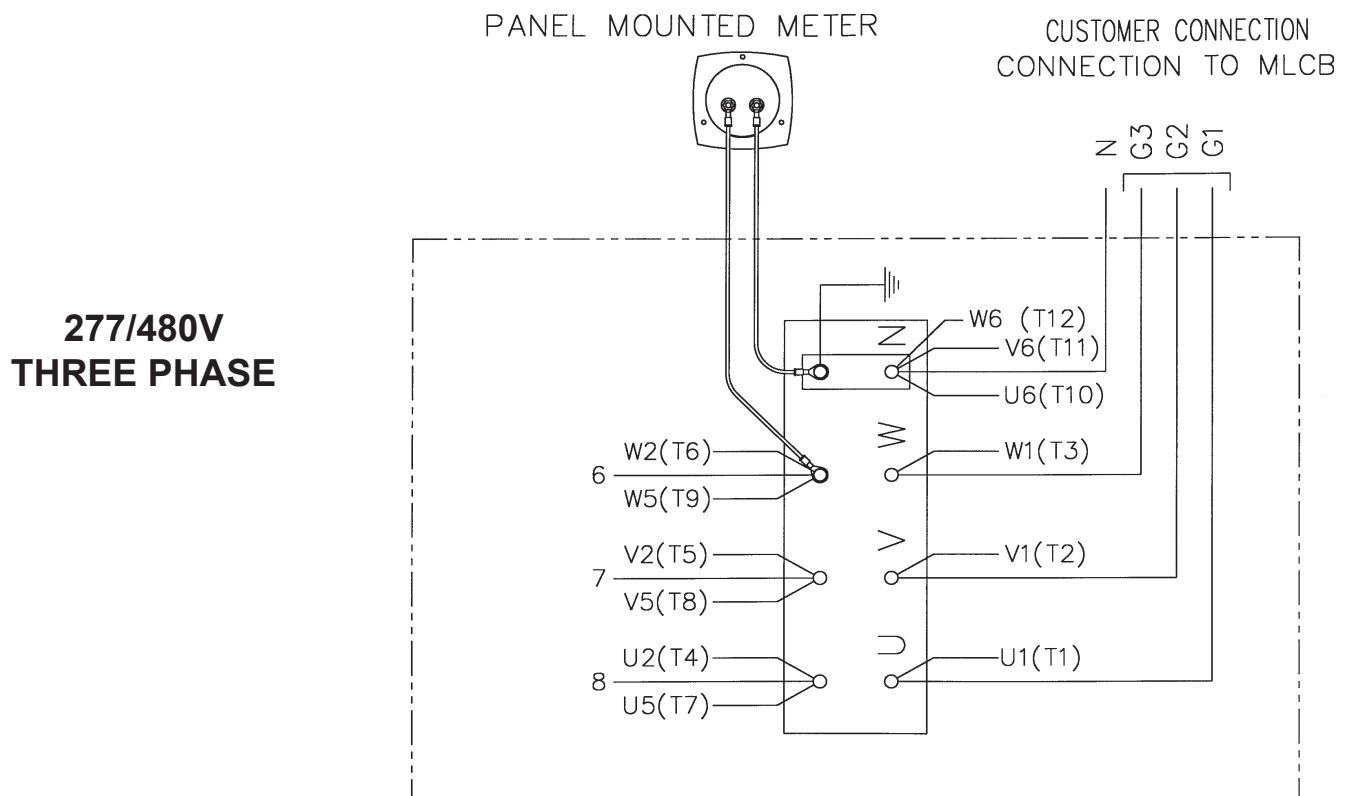 PANEL MOUNTED METER
CUSTOMER CONNECTION
CONNECTION TO MLCB
N
G3
G2
G1
277/480V
THREE PHASE
N
W6 (T12)
V6(T11)
U6(T10)
W
W2(T6)
6
W5(T9)
W1(T3)
V
V2(T5)
7
V5(T8)
V1(T2)
U
U2(T4)
8
U5(T7)
U1(T1)